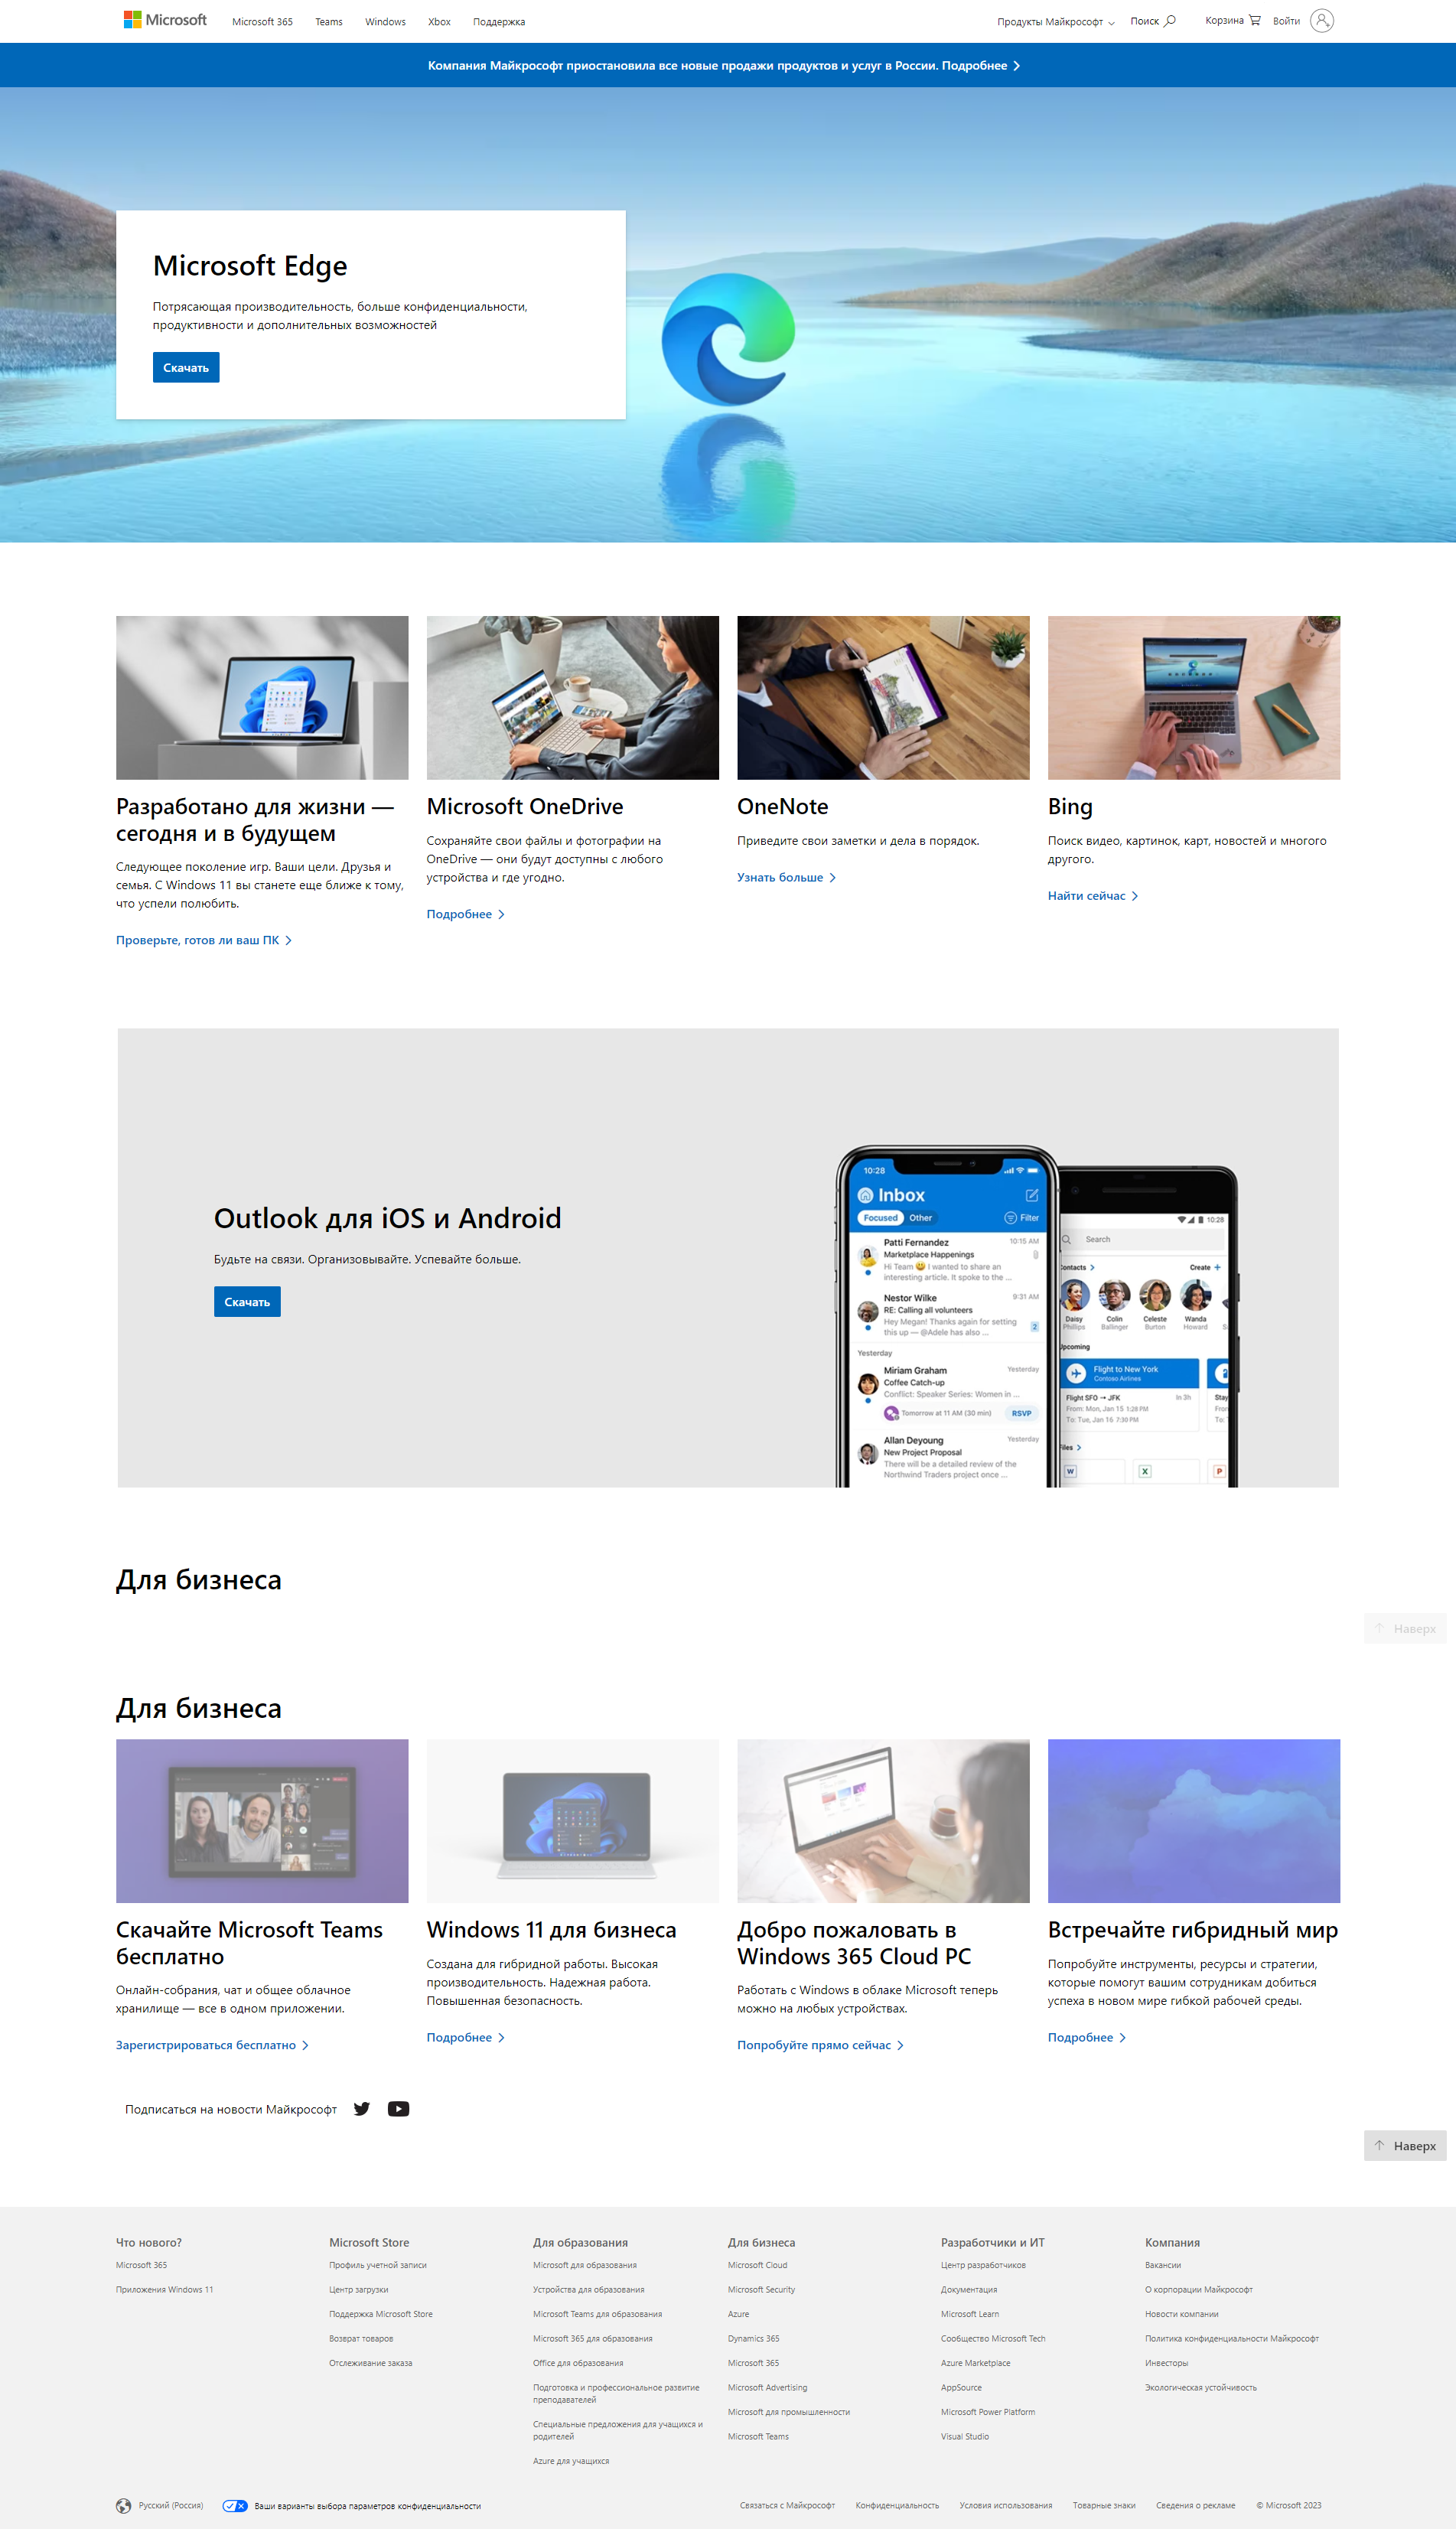 Microsoft
Microsoft 365
Teams
Windows
Xbox
Поддержка
Продукты Майкрософт
Поиск
Корзина
Войти
Компания Майкрософт приостановила все новые продажи продуктов и услуг в России. Подробнее
Microsoft Edge
Потрясающая производительность, больше конфиденциальности,
продуктивности и дополнительных возможностей
Скачать
Разработано для жизни —
сегодня и в будущем
Следующее поколение игр. Ваши цели. Друзья и
семья. С Windows 11 вы станете еще ближе к тому,
что успели полюбить.
Проверьте, готов ли ваш ПК
Microsoft OneDrive
Сохраняйте свои файлы и фотографии на
OneDrive — они будут доступны с любого
устройства и где угодно.
Подробнее
OneNote
Приведите свои заметки и дела в порядок.
Узнать больше
Bing
Поиск видео, картинок, карт, новостей и многого
другого.
Найти сейчас
Outlook для iOS и Android
Будьте на связи. Организовывайте. Успевайте больше.
Скачать
10:28
Inbox
Focused
Other
Filter
Patti Fernandez
10:15 AM
Marketplace Happenings
Hi Team 😀 I wanted to share an
interesting article. It spoke to the ...
Nestor Wilke
9:31 AM
RE: Calling all volunteers
Hey Megan! Thanks again for setting
this up — @Adele has also ...
2
Yesterday
Miriam Graham
Yesterday
Coffee Catch-up
Conflict: Speaker Series: Women in ...
Tomorrow at 11 AM (30 min)
RSVP
Allan Deyoung
Yesterday
New Project Proposal
There will be a detailed review of the
Northwind Traders project once ...
10:28
Search
ontacts
Create +
Daisy
Phillips
Colin
Ballinger
Celeste
Burton
Wanda
Howard
S
pcoming
Flight to New York
Contoso Airlines
Flight SFO → JFK
In 3h
From: Mon, Jan 15 1:28 PM
To: Tue, Jan 16 7:30 PM
Stay
Fror
To: '
iles
W
X
P
Для бизнеса
Наверх
Для бизнеса
Скачайте Microsoft Teams
бесплатно
Онлайн-собрания, чат и общее облачное
хранилище — все в одном приложении.
Зарегистрироваться бесплатно
Windows 11 для бизнеса
Создана для гибридной работы. Высокая
производительность. Надежная работа.
Повышенная безопасность.
Подробнее
Добро пожаловать в
Windows 365 Cloud PC
Работать с Windows в облаке Microsoft теперь
можно на любых устройствах.
Попробуйте прямо сейчас
Встречайте гибридный мир
Попробуйте инструменты, ресурсы и стратегии,
которые помогут вашим сотрудникам добиться
успеха в новом мире гибкой рабочей среды.
Подробнее
Подписаться на новости Майкрософт
Наверх
Что нового?
Microsoft 365
Приложения Windows 11
Microsoft Store
Профиль учетной записи
Центр загрузки
Поддержка Microsoft Store
Возврат товаров
Отслеживание заказа
Для образования
Microsoft для образования
Устройства для образования
Microsoft Teams для образования
Microsoft 365 для образования
Office для образования
Подготовка и профессиональное развитие
преподавателей
Специальные предложения для учащихся и
родителей
Azure для учащихся
Для бизнеса
Microsoft Cloud
Microsoft Security
Azure
Dynamics 365
Microsoft 365
Microsoft Advertising
Microsoft для промышленности
Microsoft Teams
Разработчики и ИТ
Центр разработчиков
Документация
Microsoft Learn
Сообщество Microsoft Tech
Azure Marketplace
AppSource
Microsoft Power Platform
Visual Studio
Компания
Вакансии
О корпорации Майкрософт
Новости компании
Политика конфиденциальности Майкрософт
Инвесторы
Экологическая устойчивость
Русский (Россия)
Ваши варианты выбора параметров конфиденциальности
Связаться с Майкрософт
Конфиденциальность
Условия использования
Товарные знаки
Сведения о рекламе
© Microsoft 2023